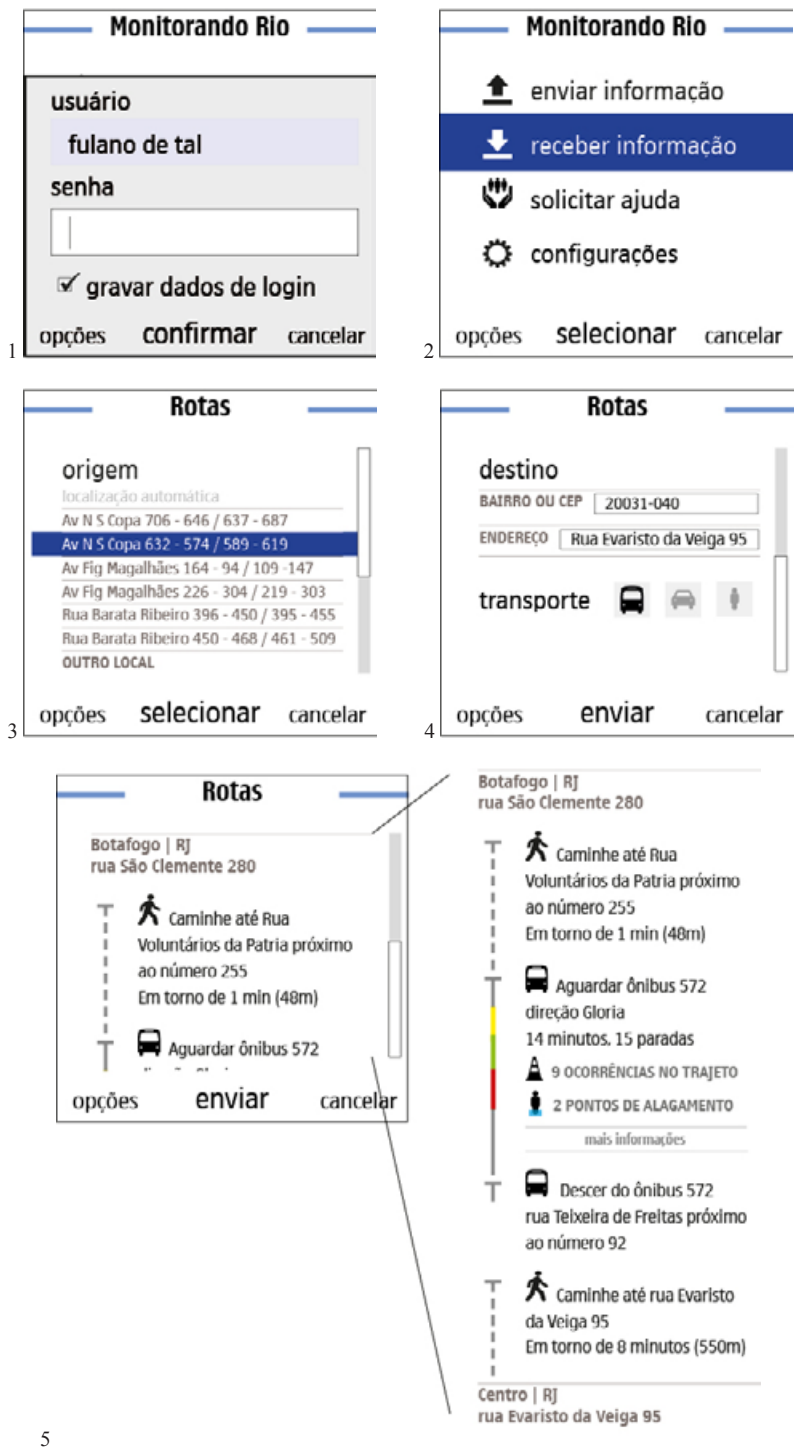 Monitorando Rio
usuário
fulano de tal
senha
gravar dados de login
opções confirmar cancelar
1
Monitorando Rio
enviar informação
receber informação
solicitar ajuda
configurações
opções selecionar cancelar
2
Rotas
origem
localização automática
Av N S Copa 706 - 646 / 637 - 687
Av N S Copa 632 - 574 / 589 - 619
Av Fig Magalhães 164 - 94 / 109 -147
Av Fig Magalhães 226 - 304 / 219 - 303
Rua Barata Ribeiro 396 - 450 / 395 - 455
Rua Barata Ribeiro 450 - 468 / 461 - 509
OUTRO LOCAL
opções selecionar cancelar
3
Rotas
destino
BAIRRO OU CEP 20031-040
ENDEREÇO Rua Evaristo da Veiga 95
transporte
opções enviar cancelar
4
Rotas
Botafogo | RJ
rua São Clemente 280
Caminhe até Rua
Voluntários da Patria próximo
ao número 255
Em torno de 1 min (48m)
Aguardar ônibus 572
opções enviar cancelar
Botafogo | RJ
rua São Clemente 280
Caminhe até Rua
Voluntários da Patria próximo
ao número 255
Em torno de 1 min (48m)
Aguardar ônibus 572
direção Gloria
14 minutos. 15 paradas
9 OCORRÊNCIAS NO TRAJETO
2 PONTOS DE ALAGAMENTO
mais informações
Descer do ônibus 572
rua Teixeira de Freitas próximo
ao número 92
Caminhe até rua Evaristo
da Veiga 95
Em torno de 8 minutos (550m)
Centro | RJ
rua Evaristo da Veiga 95
5